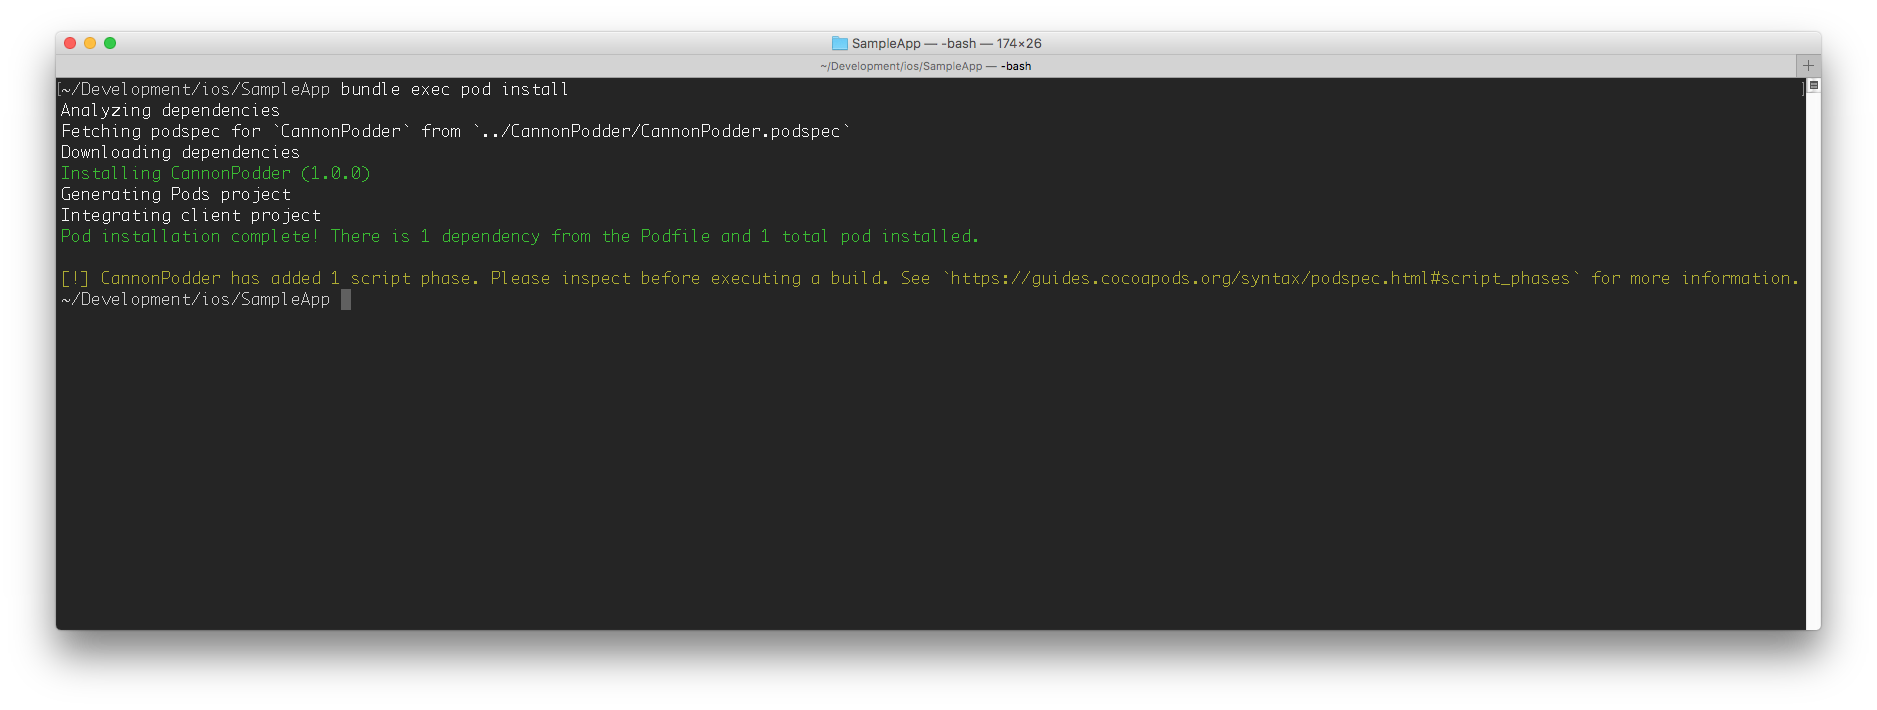 SampleApp — -bash — 174×26
~/Development/ios/SampleApp — -bash
[~/Development/ios/SampleApp bundle exec pod install ]
Analyzing dependencies
Fetching podspec for `CannonPodder` from `../CannonPodder/CannonPodder.podspec`
Downloading dependencies
Installing CannonPodder (1.0.0)
Generating Pods project
Integrating client project
Pod installation complete! There is 1 dependency from the Podfile and 1 total pod installed.
[!] CannonPodder has added 1 script phase. Please inspect before executing a build. See `https://guides.cocoapods.org/syntax/podspec.html#script_phases` for more information.
~/Development/ios/SampleApp